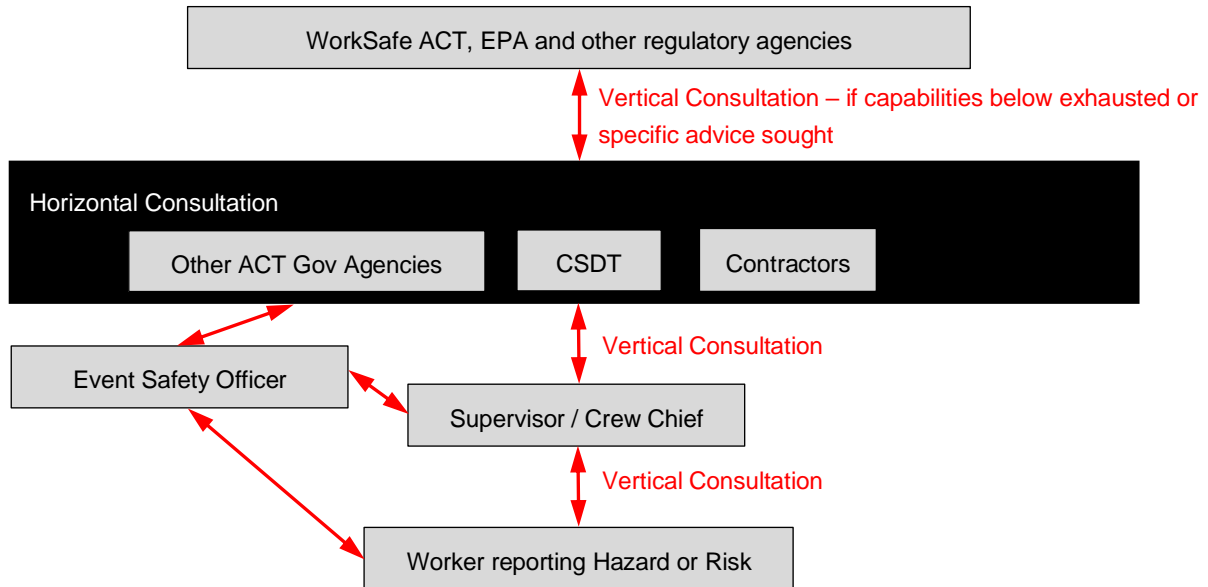 WorkSafe ACT, EPA and other regulatory agencies
Vertical Consultation – if capabilities below exhausted or
specific advice sought
Horizontal Consultation
Other ACT Gov Agencies
CSDT
Contractors
Vertical Consultation
Event Safety Officer
Supervisor / Crew Chief
Vertical Consultation
Worker reporting Hazard or Risk